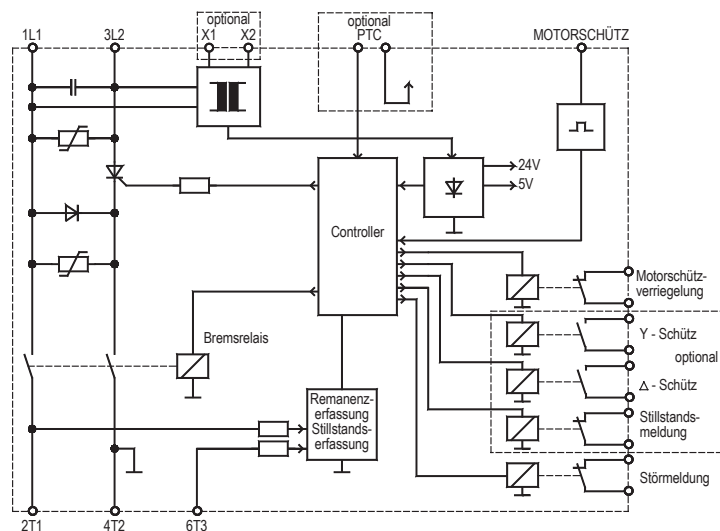 optional
1L1
3L2
X1
X2
optional
PTC
MOTORSCHÜTZ
24V
5V
Controller
Motorschütz-
verriegelung
Bremsrelais
Y - Schütz
optional
Δ - Schütz
Remanenz-
erfassung
Stillstands-
erfassung
Stillstands-
meldung
Störmeldung
2T1
4T2
6T3